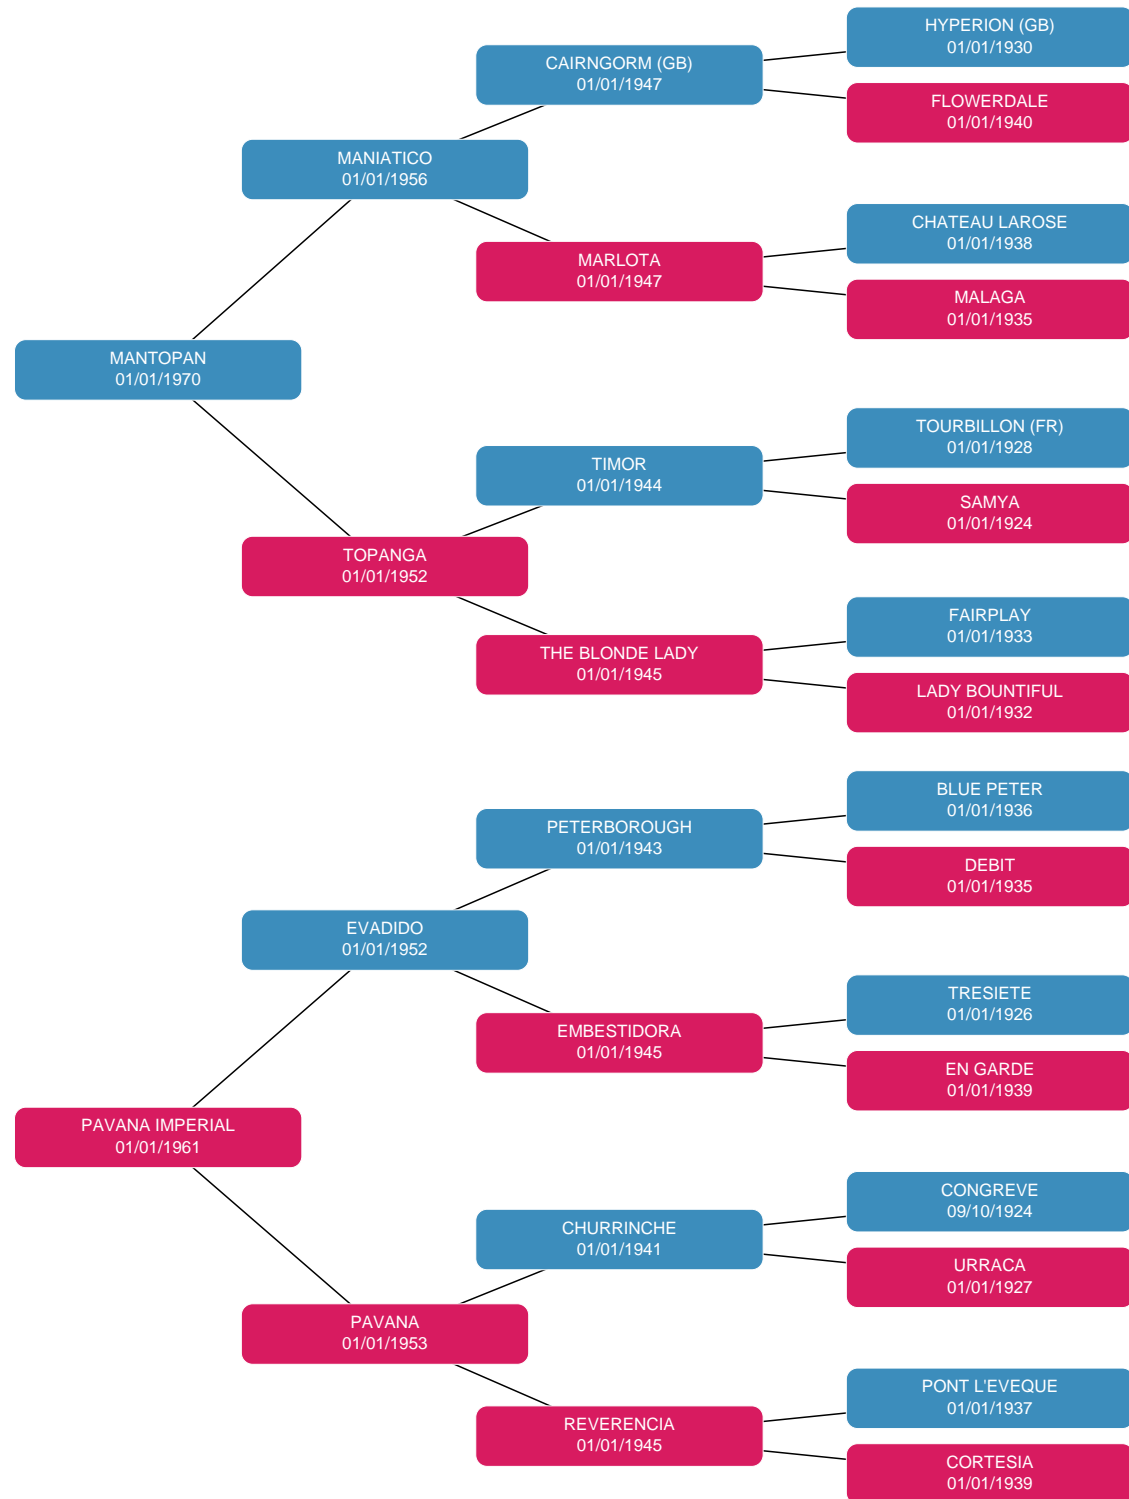 HYPERION (GB)
01/01/1930
CAIRNGORM (GB)
01/01/1947
FLOWERDALE
01/01/1940
MANIATICO
01/01/1956
CHATEAU LAROSE
01/01/1938
MARLOTA
01/01/1947
MALAGA
01/01/1935
MANTOPAN
01/01/1970
TOURBILLON (FR)
01/01/1928
TIMOR
01/01/1944
SAMYA
01/01/1924
TOPANGA
01/01/1952
FAIRPLAY
01/01/1933
THE BLONDE LADY
01/01/1945
LADY BOUNTIFUL
01/01/1932
BLUE PETER
01/01/1936
PETERBOROUGH
01/01/1943
DEBIT
01/01/1935
EVADIDO
01/01/1952
TRESIETE
01/01/1926
EMBESTIDORA
01/01/1945
EN GARDE
01/01/1939
PAVANA IMPERIAL
01/01/1961
CONGREVE
09/10/1924
CHURRINCHE
01/01/1941
URRACA
01/01/1927
PAVANA
01/01/1953
PONT L'EVEQUE
01/01/1937
REVERENCIA
01/01/1945
CORTESIA
01/01/1939